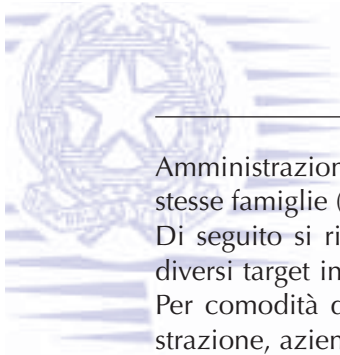 Amministrazion
stesse famiglie (
Di seguito si ri
diversi target in
Per comodità d
strazione, azien